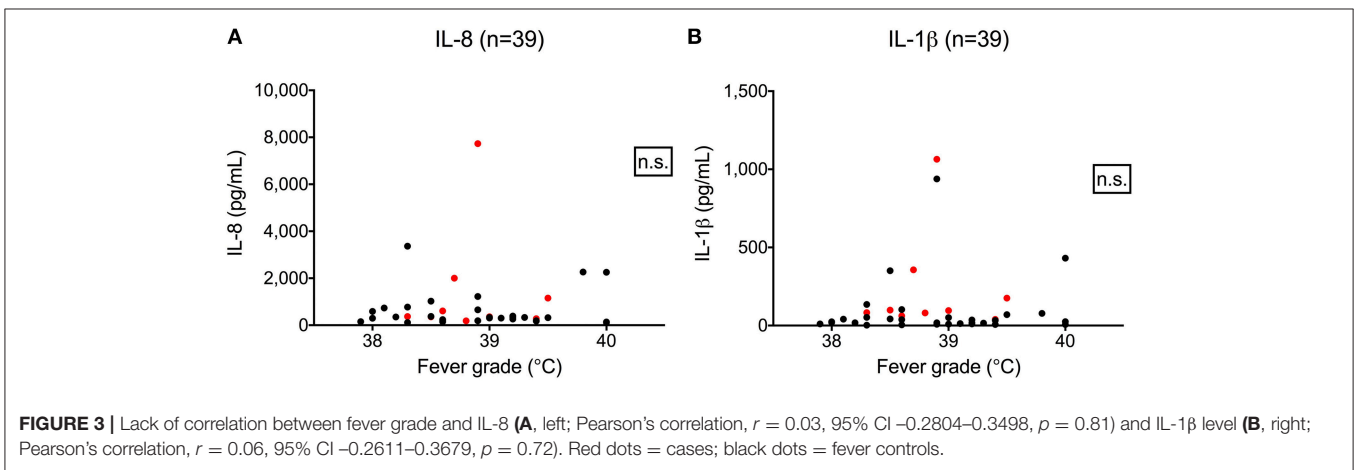 A
IL-8 (n=39)
10,000
8,000
6,000
4,000
2,000
0
IL-8 (pg/mL)
38
39
40
Fever grade (°C)
n.s.
B
IL-1β (n=39)
1,500
1,000
500
0
IL-1β (pg/mL)
38
39
40
Fever grade (°C)
n.s.
FIGURE 3 | Lack of correlation between fever grade and IL-8 (A, left; Pearson's correlation, r = 0.03, 95% CI –0.2804–0.3498, p = 0.81) and IL-1β level (B, right;
Pearson's correlation, r = 0.06, 95% CI –0.2611–0.3679, p = 0.72). Red dots = cases; black dots = fever controls.